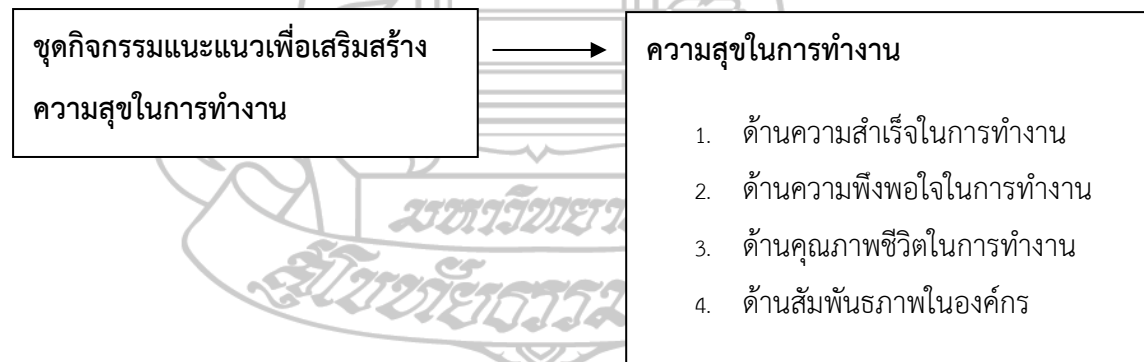 ชุดกิจกรรมแนะแนวเพื่อเสริมสร้าง
ความสุขในการทำงาน
ความสุขในการทำงาน
1. ด้านความสำเร็จในการทำงาน
2. ด้านความพึงพอใจในการทำงาน
3. ด้านคุณภาพชีวิตในการทำงาน
4. ด้านสัมพันธภาพในองค์กร